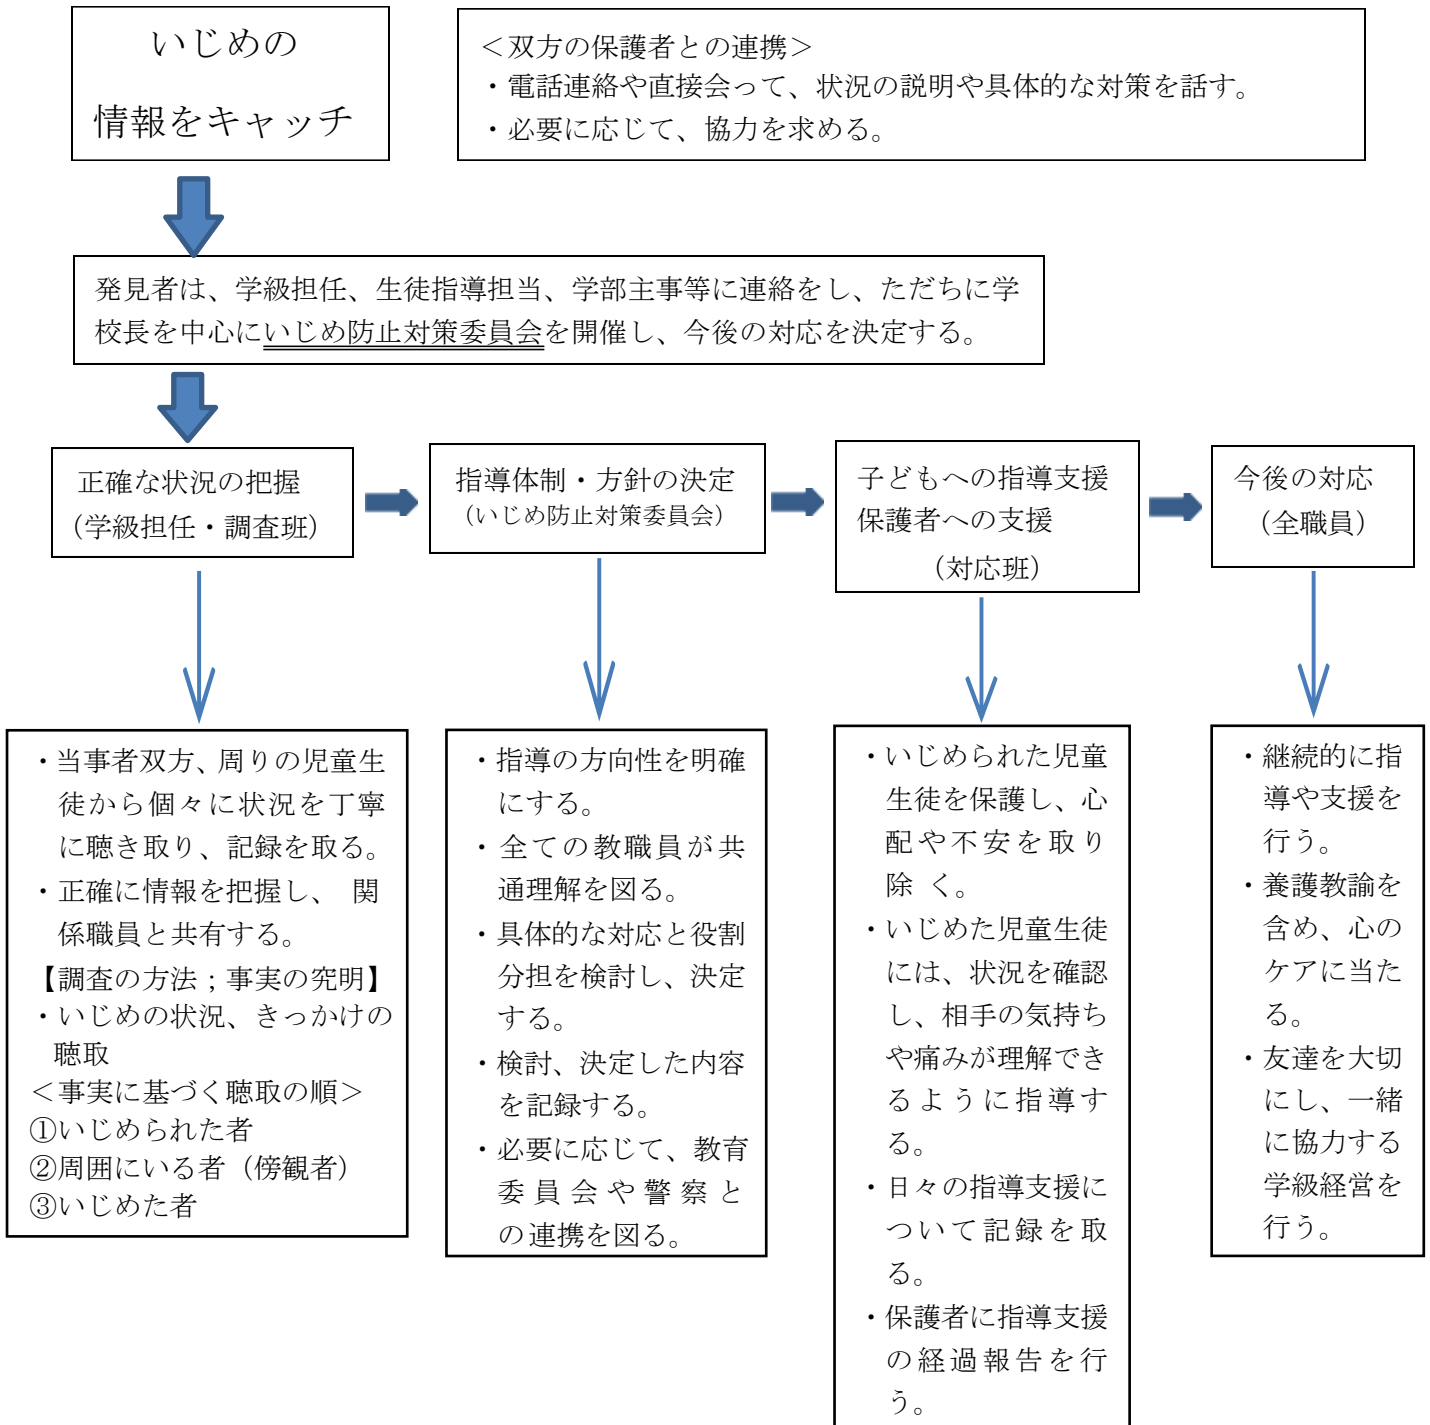 いじめの
情報をキャッチ
＜双方の保護者との連携＞
・電話連絡や直接会って、状況の説明や具体的な対策を話す。
・必要に応じて、協力を求める。
発見者は、学級担任、生徒指導担当、学部主事等に連絡をし、ただちに学
校長を中心にいじめ防止対策委員会を開催し、今後の対応を決定する。
正確な状況の把握
（学級担任・調査班）
指導体制・方針の決定
（いじめ防止対策委員会）
子どもへの指導支援
保護者への支援
（対応班）
今後の対応
（全職員）
・当事者双方、周りの児童生
徒から個々に状況を丁寧
に聴き取り、記録を取る。
・正確に情報を把握し、 関
係職員と共有する。
【調査の方法；事実の究明】
・いじめの状況、きっかけの
聴取
＜事実に基づく聴取の順＞
①いじめられた者
②周囲にいる者（傍観者）
③いじめた者
・指導の方向性を明確
にする。
・全ての教職員が共
通理解を図る。
・具体的な対応と役割
分担を検討し、決定
する。
・検討、決定した内容
を記録する。
・必要に応じて、教育
委員会や警察と
の連携を図る。
・いじめられた児童
生徒を保護し、心
配や不安を取り
除 く。
・いじめた児童生徒
には、状況を確認
し、相手の気持ち
や痛みが理解でき
るように指導す
る。
・日々の指導支援に
ついて記録を取
る。
・保護者に指導支援
の経過報告を行
う。
・継続的に指
導や支援を
行う。
・養護教諭を
含め、心の
ケアに当た
る。
・友達を大切
にし、一緒
に協力する
学級経営を
行う。